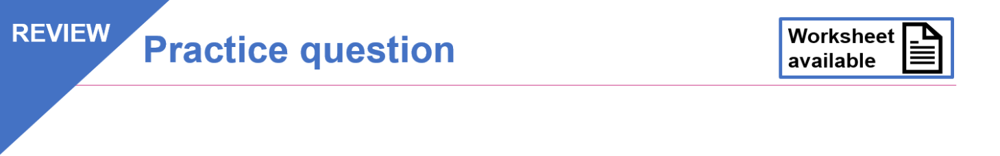 REVIEW
Practice question
Worksheet
available